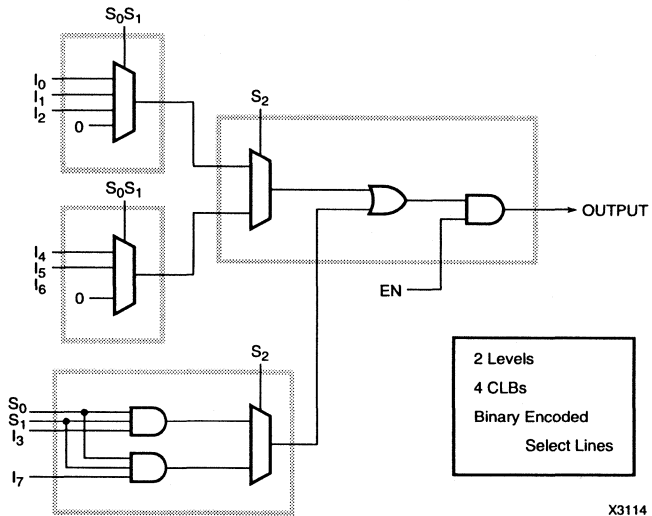 S0S1
I0
I1
I2
0
S2
S0S1
I4
I5
I6
0
OUTPUT
EN
S2
S0
S1
I3
I7
2 Levels
4 CLBs
Binary Encoded
Select Lines
X3114